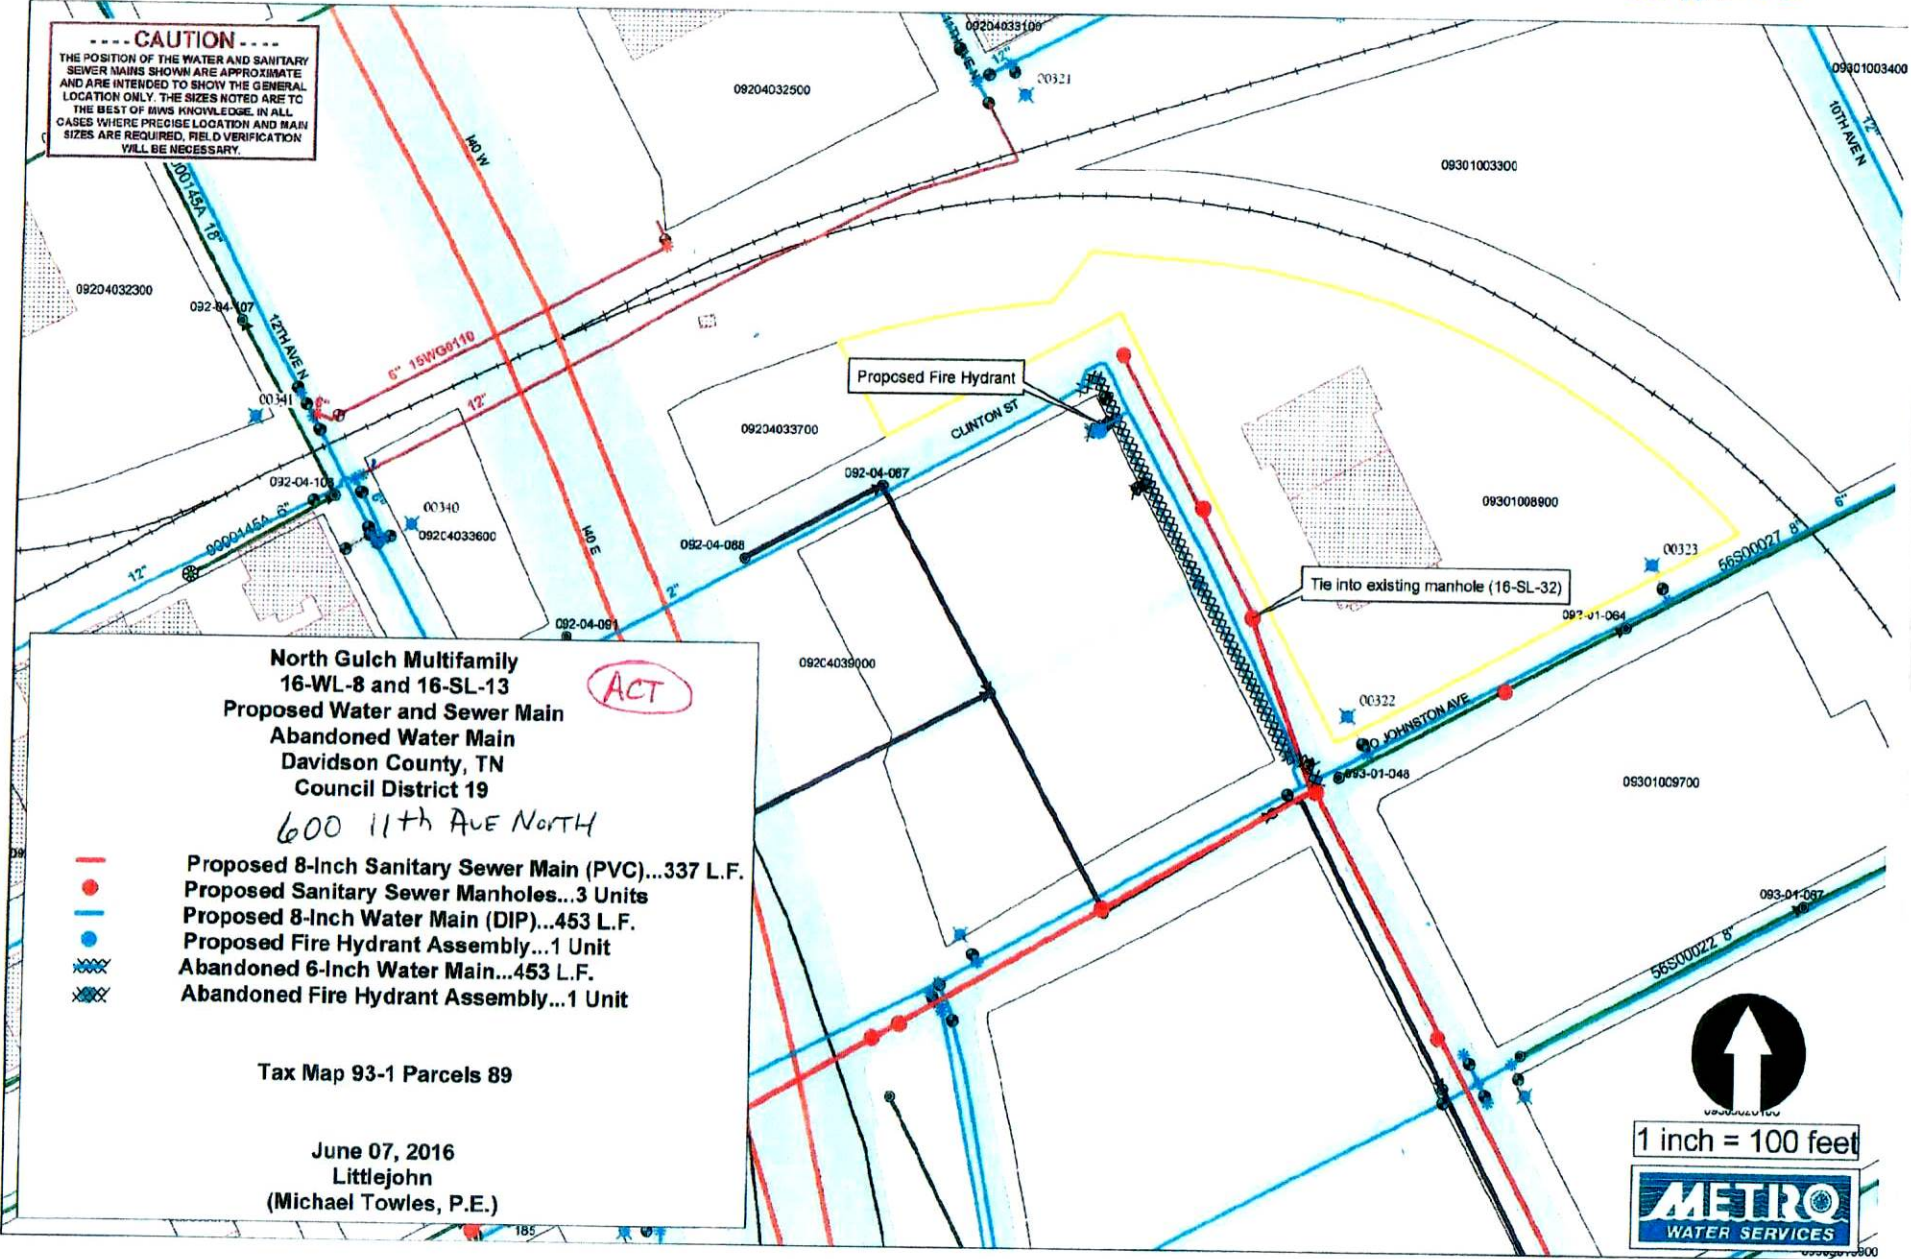 ----CAUTION----
THE POSITION OF THE WATER AND SANITARY
SEWER MAINS SHOWN ARE APPROXIMATE
AND ARE INTENDED TO SHOW THE GENERAL
LOCATION ONLY. THE SIZES NOTED ARE TO
THE BEST OF MWS KNOWLEDGE. IN ALL
CASES WHERE PRECISE LOCATION AND MAIN
SIZES ARE REQUIRED, FIELD VERIFICATION
WILL BE NECESSARY.
09204033100
12"
00321
09204032500
I40 W
09301003400
12"
10TH AVE N
09301003300
18"
09204032300
092-04-107
12TH AVE N
6" 15WG0110
00341
6"
12"
Proposed Fire Hydrant
CLINTON ST
09204033700
092-04-087
092-04-088
0000145A 6"
6"
00340
09204033600
I40 E
12"
2"
092-04-091
09301008900
00323
56S00027 8"
6"
Tie into existing manhole (16-SL-32)
09204039000
00322
JOHNSTON AVE
093-01-048
09301009700
North Gulch Multifamily
16-WL-8 and 16-SL-13
Proposed Water and Sewer Main
Abandoned Water Main
Davidson County, TN
Council District 19
ACT
600 11th AVE NORTH
Proposed 8-Inch Sanitary Sewer Main (PVC)...337 L.F.
Proposed Sanitary Sewer Manholes...3 Units
Proposed 8-Inch Water Main (DIP)...453 L.F.
Proposed Fire Hydrant Assembly...1 Unit
Abandoned 6-Inch Water Main...453 L.F.
Abandoned Fire Hydrant Assembly...1 Unit
Tax Map 93-1 Parcels 89
June 07, 2016
Littlejohn
(Michael Towles, P.E.)
56S00022 8"
185
1 inch = 100 feet
METRO
WATER SERVICES